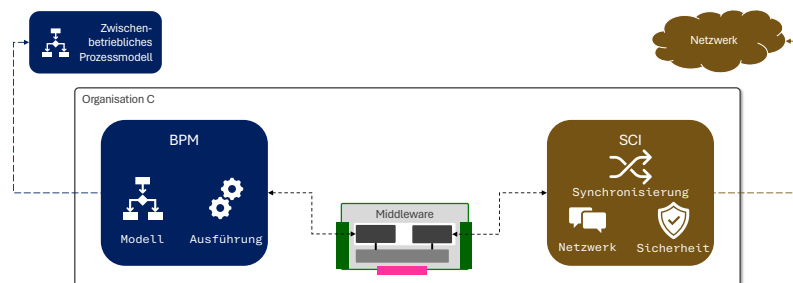 Zwischen-
betriebliches
Prozessmodell
Netzwerk
Organisation C
BPM
SCI
Synchronisierung
Middleware
Modell
Ausführung
Netzwerk
Sicherheit